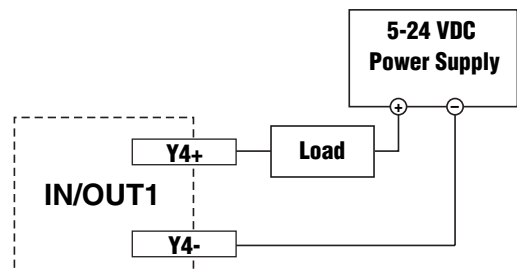 5-24 VDC
Power Supply
+ −
Y4+
Load
IN/OUT1
Y4-